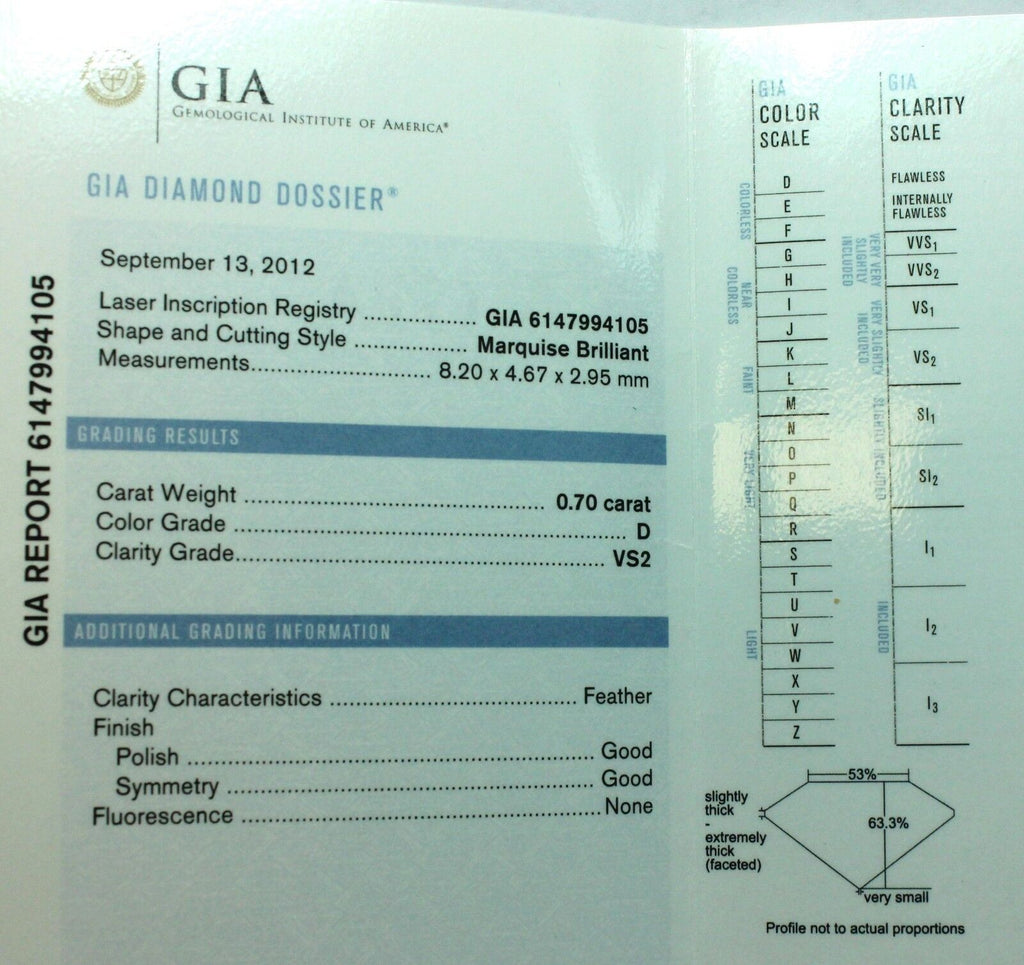 GIA
GEMOLOGICAL INSTITUTE OF AMERICA®
GIA DIAMOND DOSSIER®
GIA REPORT 6147994105
September 13, 2012
Laser Inscription Registry ................ GIA 6147994105
Shape and Cutting Style ................ Marquise Brilliant
Measurements.......................... 8.20 x 4.67 x 2.95 mm
GRADING RESULTS
Carat Weight ........................................... 0.70 carat
Color Grade ........................................................ D
Clarity Grade..................................................... VS2
ADDITIONAL GRADING INFORMATION
Clarity Characteristics ................................... Feather
Finish
Polish ........................................................... Good
Symmetry ..................................................... Good
Fluorescence ................................................... None
GIA
COLOR
SCALE
COLORLESS
D
E
F
NEAR
COLORLESS
G
H
I
J
FAINT
K
L
M
VERY LIGHT
N
O
P
Q
R
LIGHT
S
T
U
V
W
X
Y
Z
GIA
CLARITY
SCALE
FLAWLESS
INTERNALLY
FLAWLESS
VERY VERY
SLIGHTLY
INCLUDED
VVS1
VVS2
VERY SLIGHTLY
INCLUDED
VS1
VS2
SLIGHTLY INCLUDED
SI1
SI2
INCLUDED
I1
I2
I3
53%
slightly
thick
-
extremely
thick
(faceted)
63.3%
very small
Profile not to actual proportions